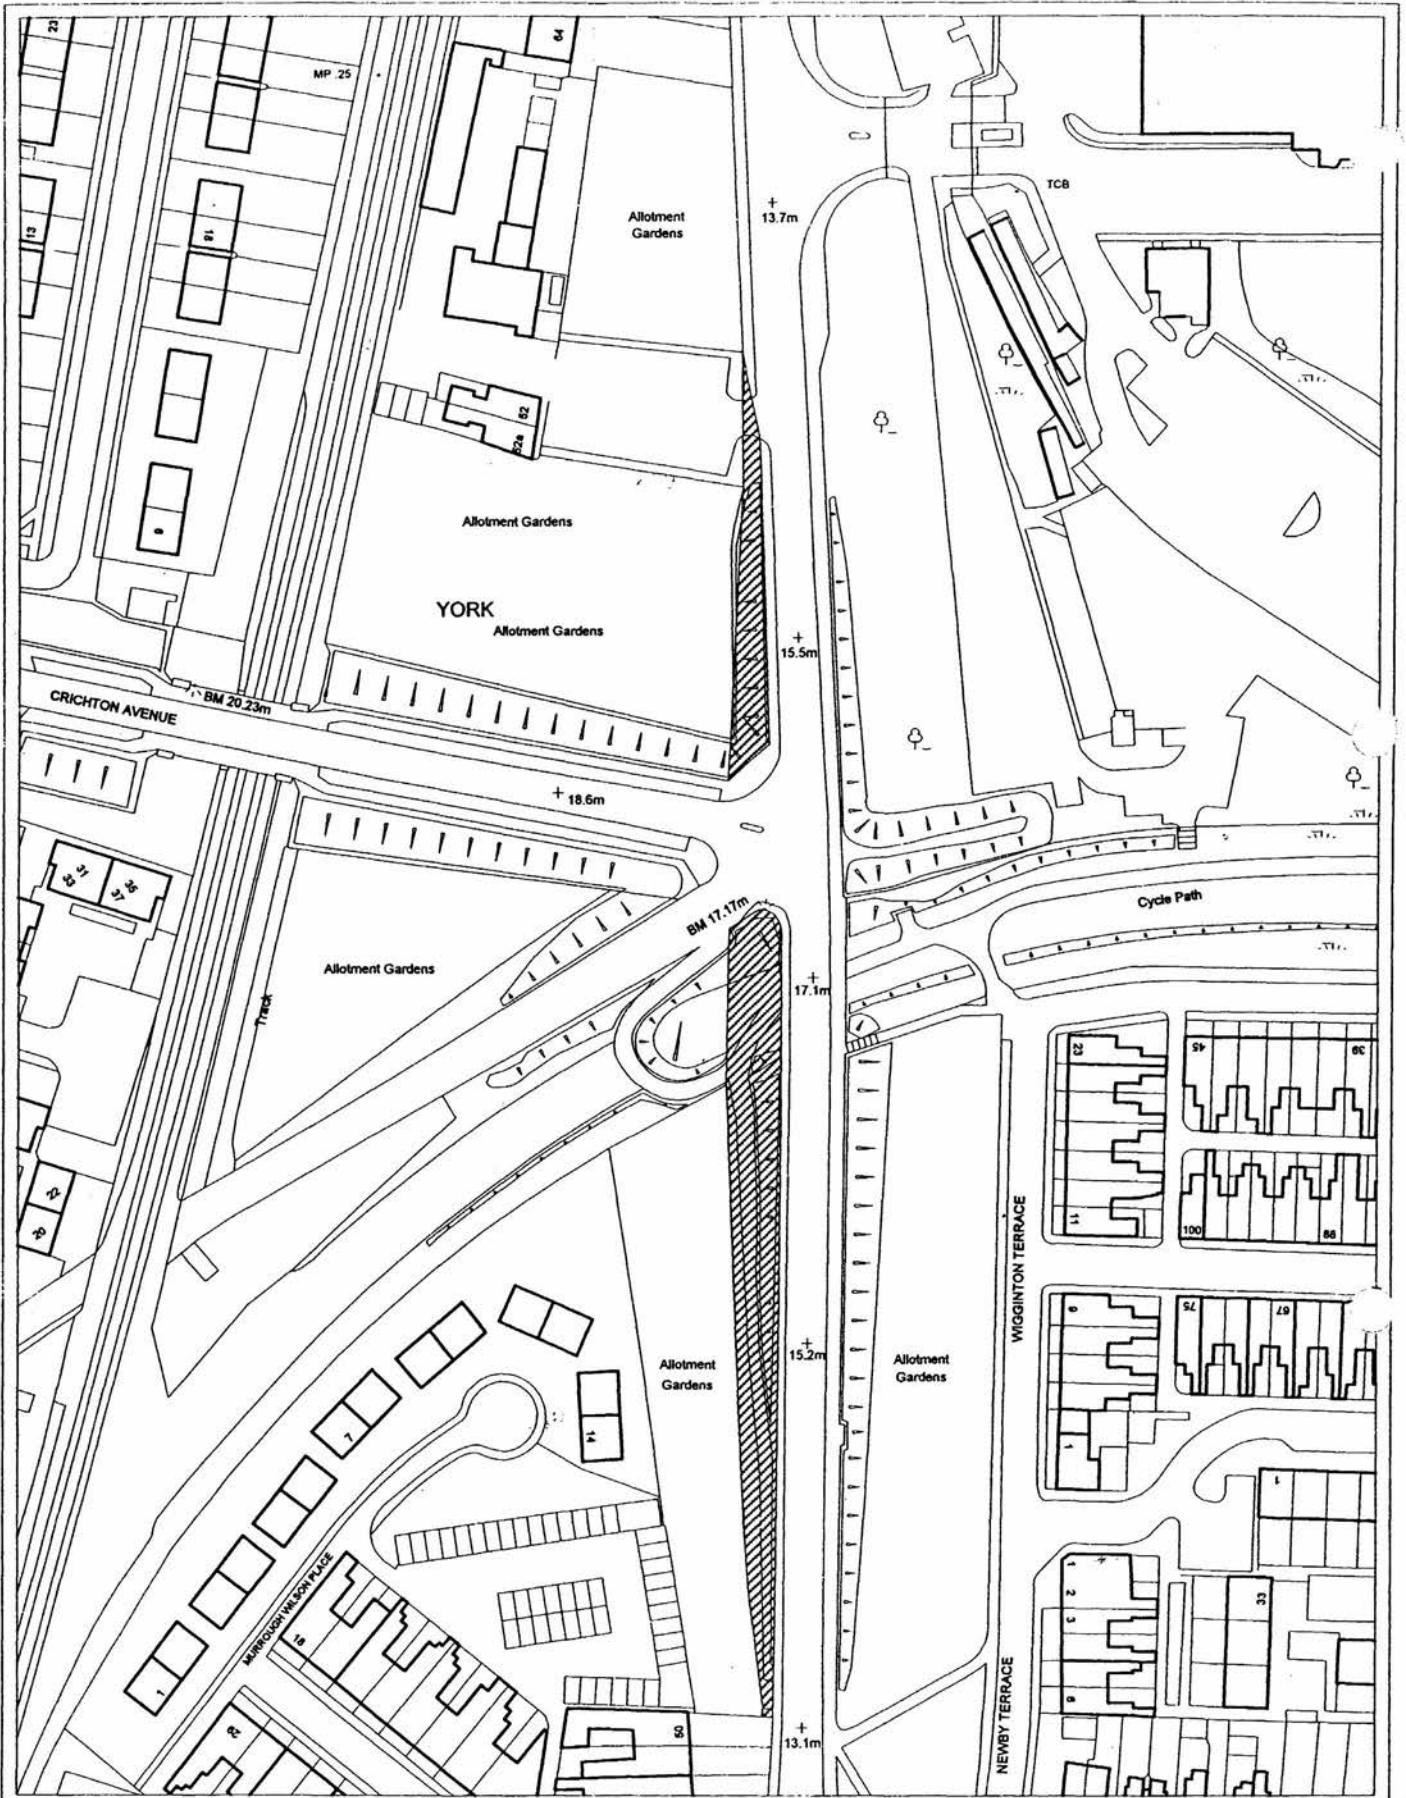 23
64
MP .25
13.7m
Allotment
Gardens
TCB
13
18
52
52a
9
Allotment Gardens
YORK
Allotment Gardens
15.5m
BM 20.23m
CRICHTON AVENUE
18.6m
31
33
35
37
Cycle Path
BM 17.17m
Allotment Gardens
17.1m
Track
23
45
39
22
20
11
100
86
WIGGINTON TERRACE
9
75
67
15.2m
Allotment
Gardens
Allotment
Gardens
7
14
1
1
MURROUGH WILSON PLACE
18
1
2
3
6
33
1
NEWBY TERRACE
29
50
13.1m